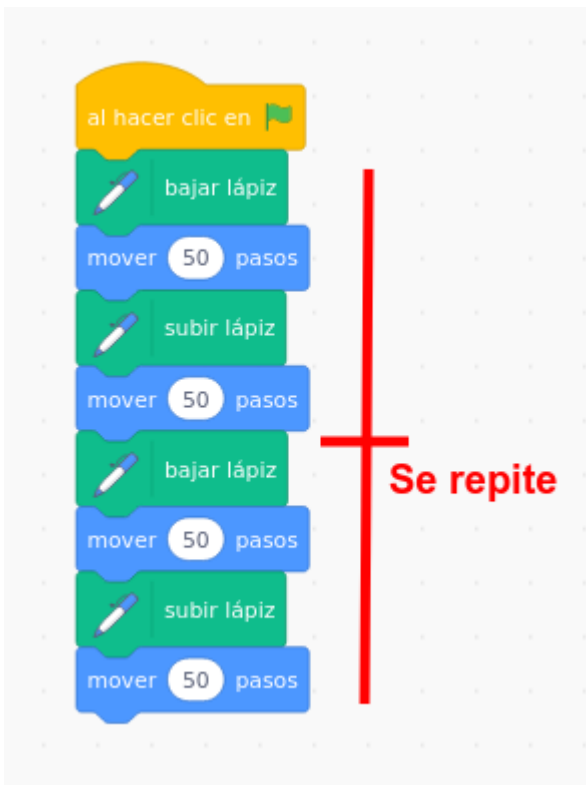 al hacer clic en
bajar lápiz
mover 50 pasos
subir lápiz
mover 50 pasos
bajar lápiz
Se repite
mover 50 pasos
subir lápiz
mover 50 pasos